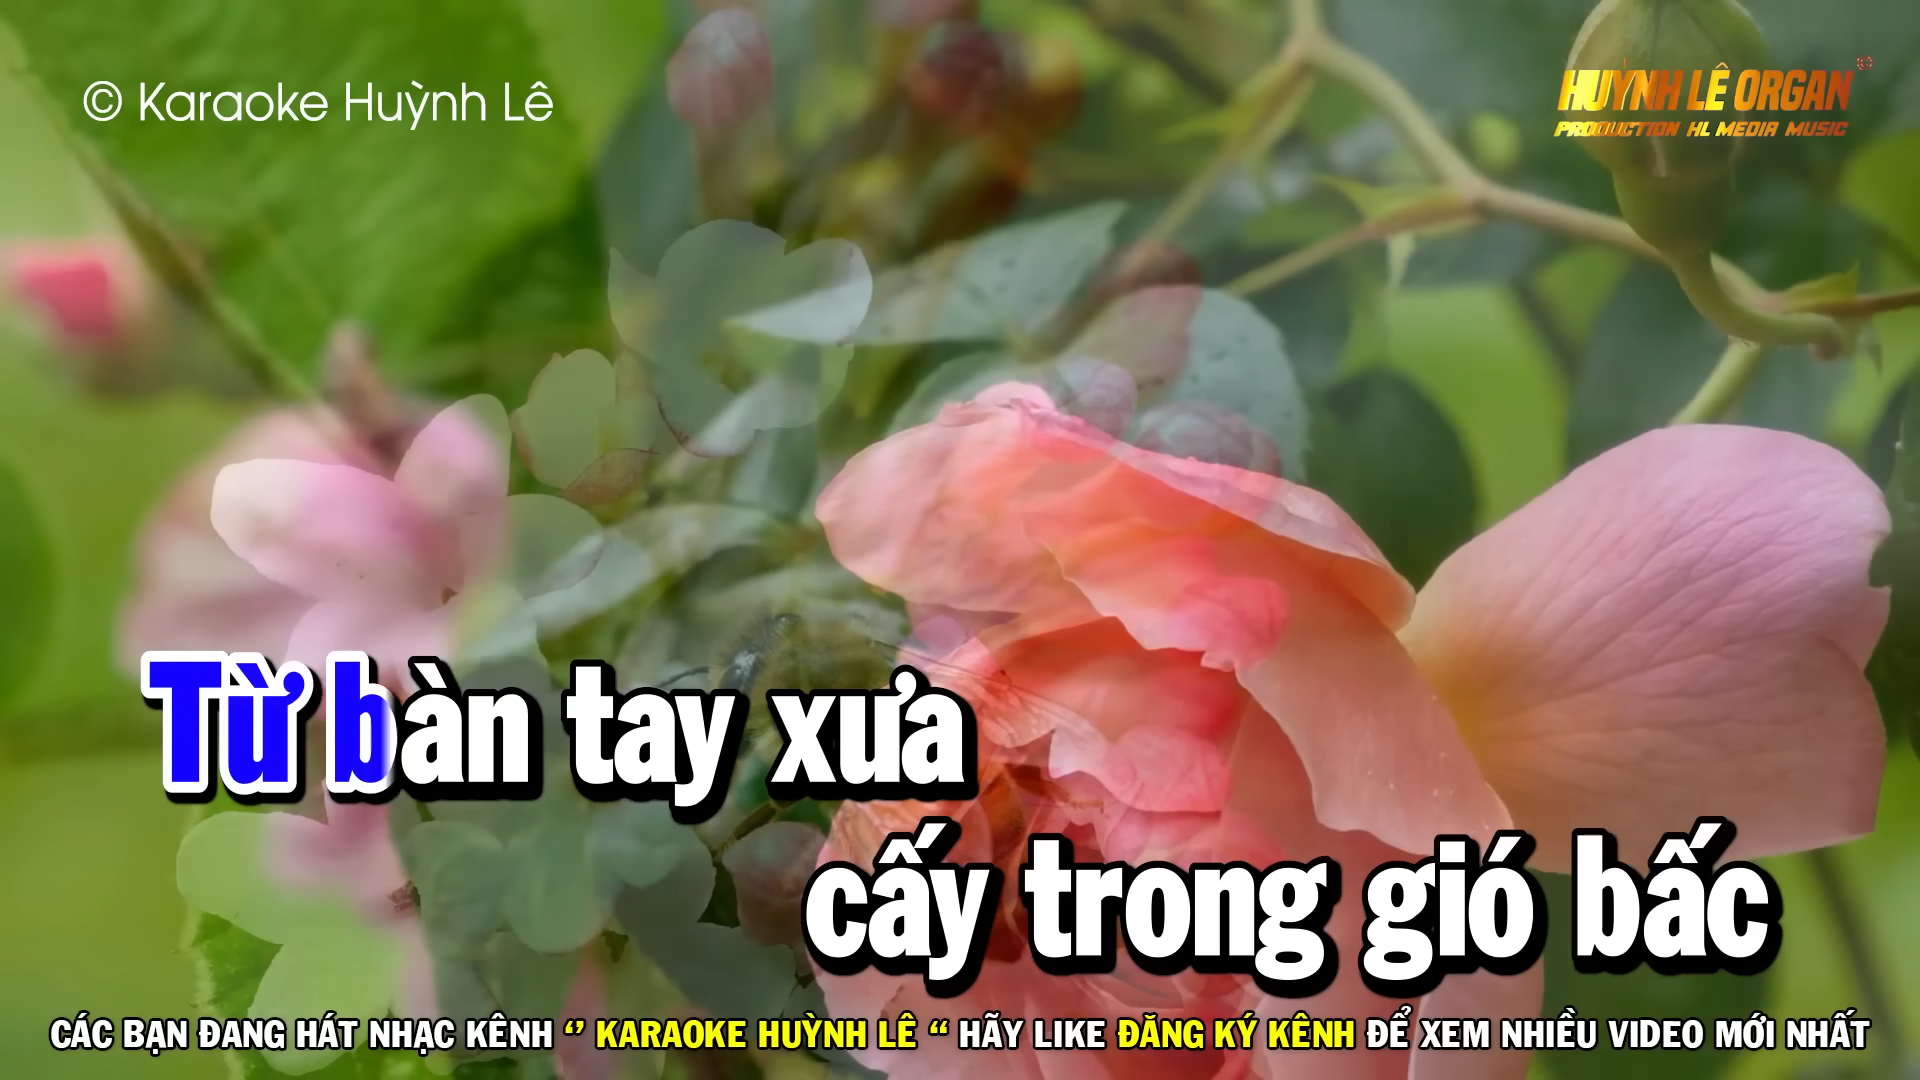 © Karaoke Huỳnh Lê
HUỲNH LÊ ORGAN
PRODUCTION HL MEDIA MUSIC
Từ bàn tay xưa
cấy trong gió bấc
CÁC BẠN ĐANG HÁT NHẠC KÊNH ‘’ KARAOKE HUỲNH LÊ “ HÃY LIKE ĐĂNG KÝ KÊNH ĐỂ XEM NHIỀU VIDEO MỚI NHẤT